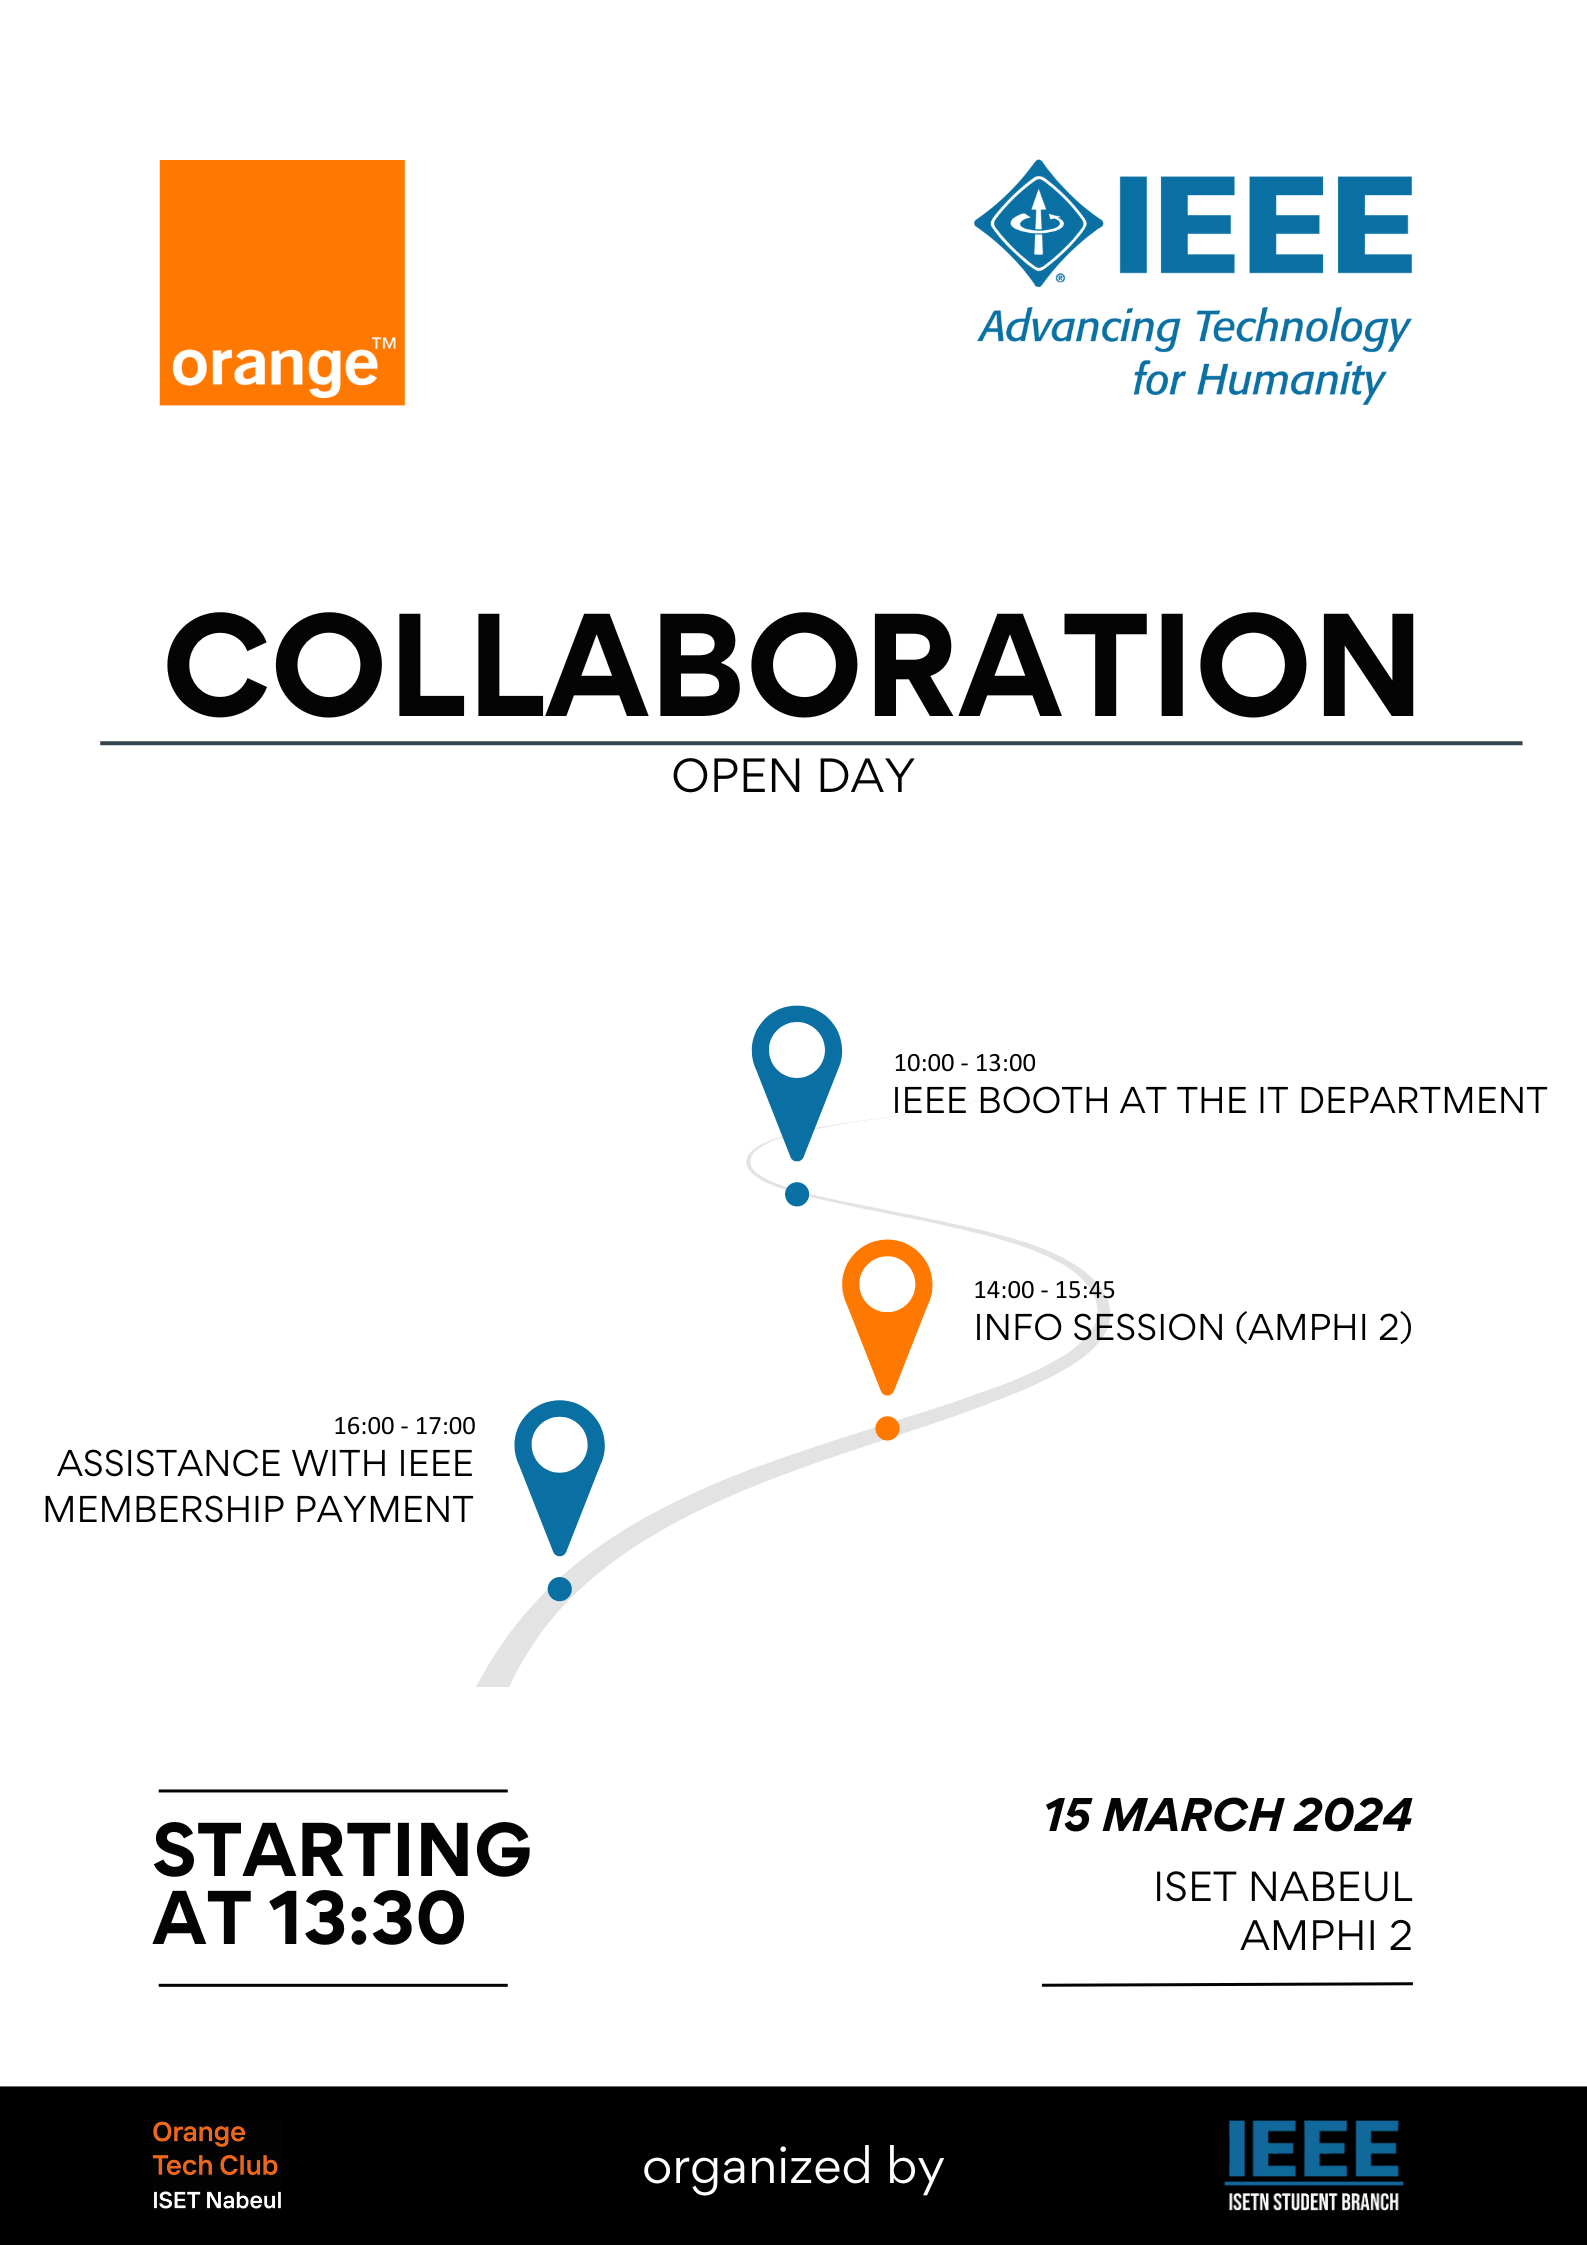 orange™
IEEE
Advancing Technology
for Humanity
COLLABORATION
OPEN DAY
10:00 - 13:00
IEEE BOOTH AT THE IT DEPARTMENT
14:00 - 15:45
INFO SESSION (AMPHI 2)
16:00 - 17:00
ASSISTANCE WITH IEEE
MEMBERSHIP PAYMENT
STARTING
AT 13:30
15 MARCH 2024
ISET NABEUL
AMPHI 2
Orange
Tech Club
ISET Nabeul
organized by
IEEE
ISETN STUDENT BRANCH